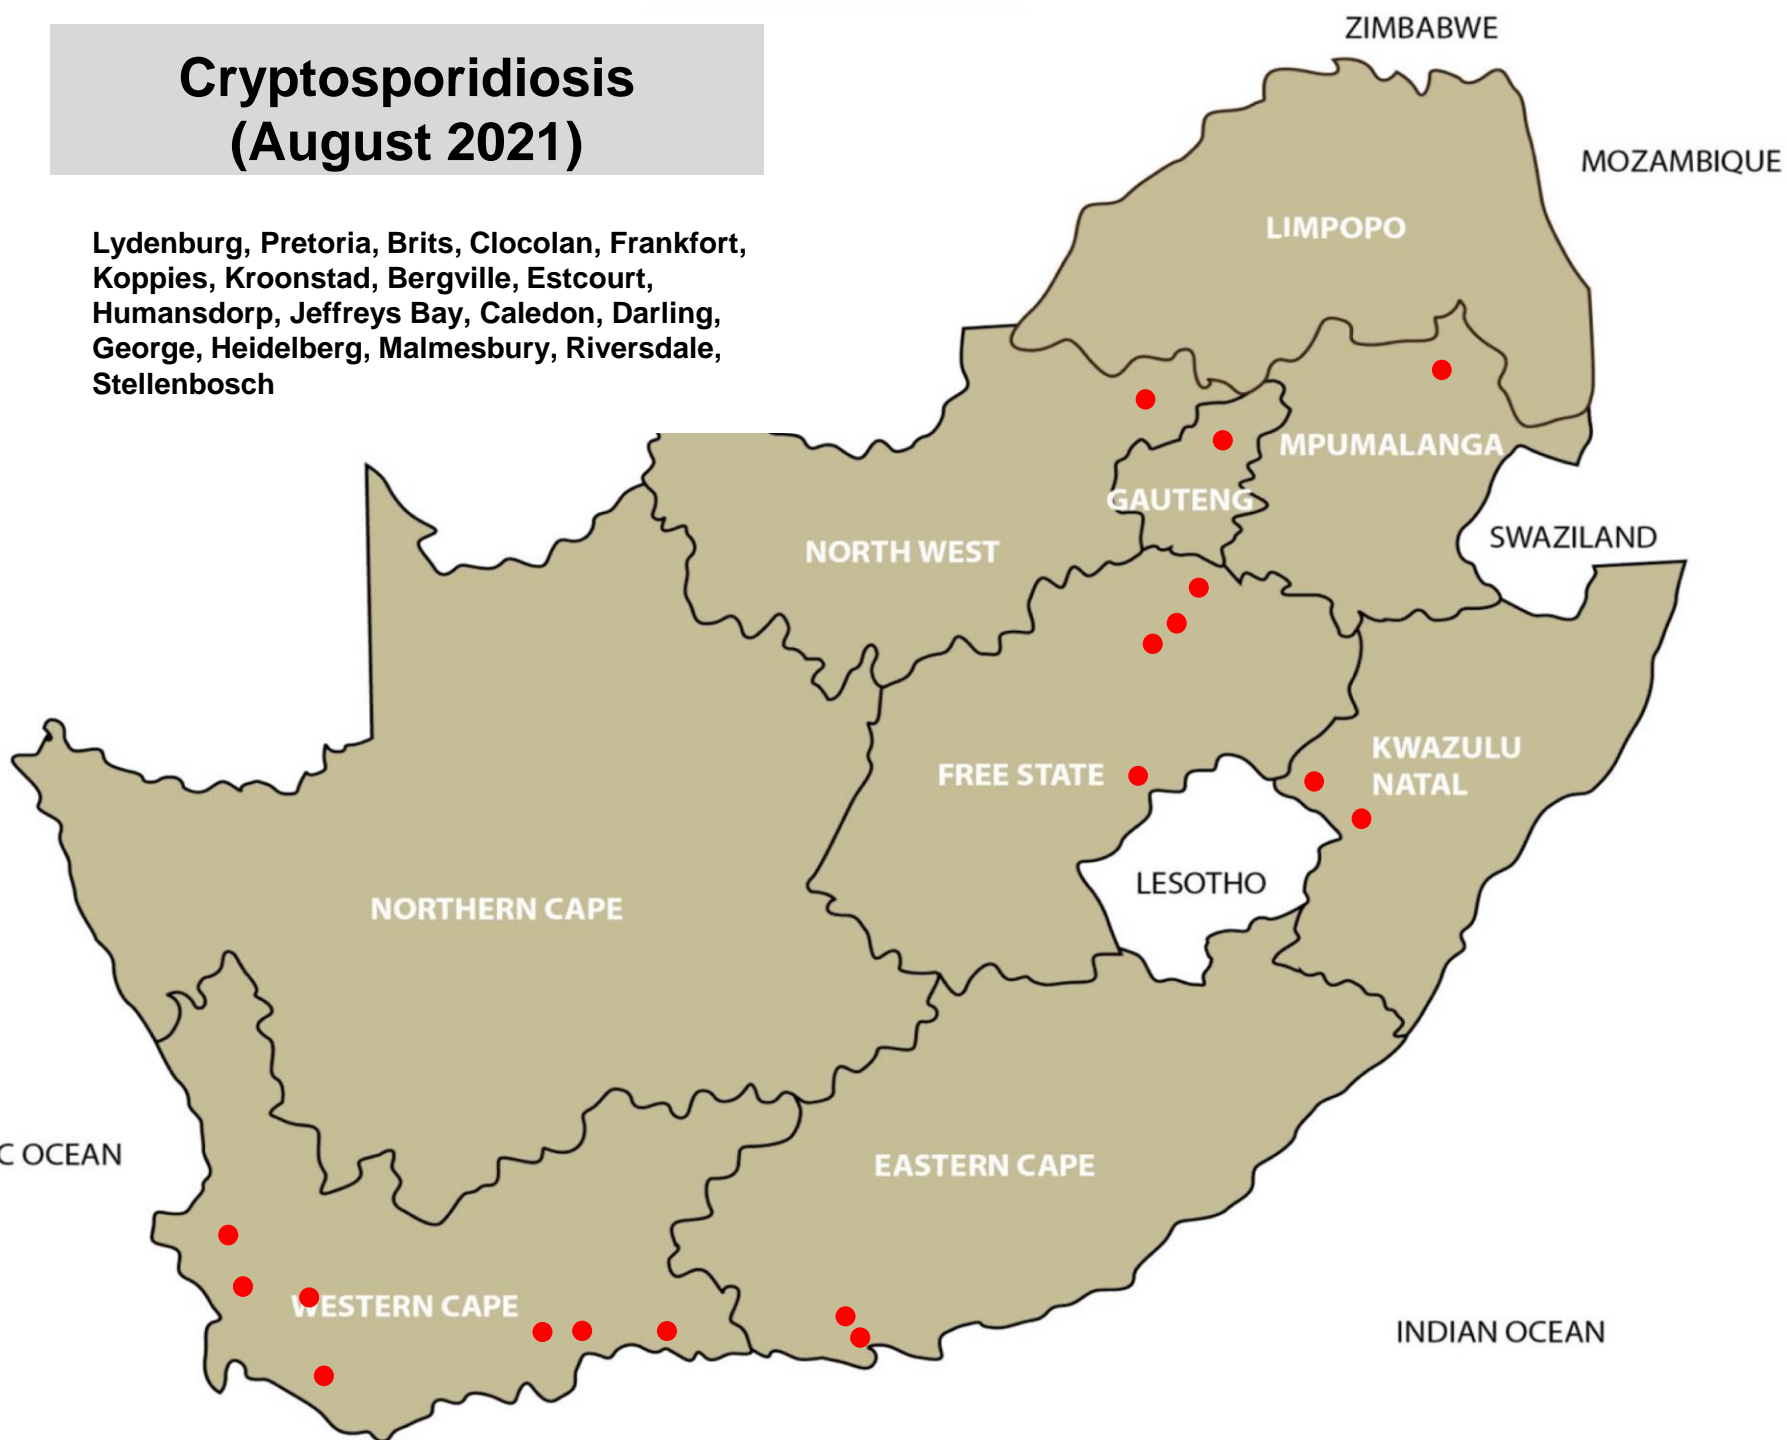 Cryptosporidiosis
(August 2021)
Lydenburg, Pretoria, Brits, Clocolan, Frankfort,
Koppies, Kroonstad, Bergville, Estcourt,
Humansdorp, Jeffreys Bay, Caledon, Darling,
George, Heidelberg, Malmesbury, Riversdale,
Stellenbosch
ZIMBABWE
MOZAMBIQUE
LIMPOPO
MPUMALANGA
GAUTENG
SWAZILAND
NORTH WEST
KWAZULU
NATAL
FREE STATE
LESOTHO
NORTHERN CAPE
C OCEAN
EASTERN CAPE
WESTERN CAPE
INDIAN OCEAN